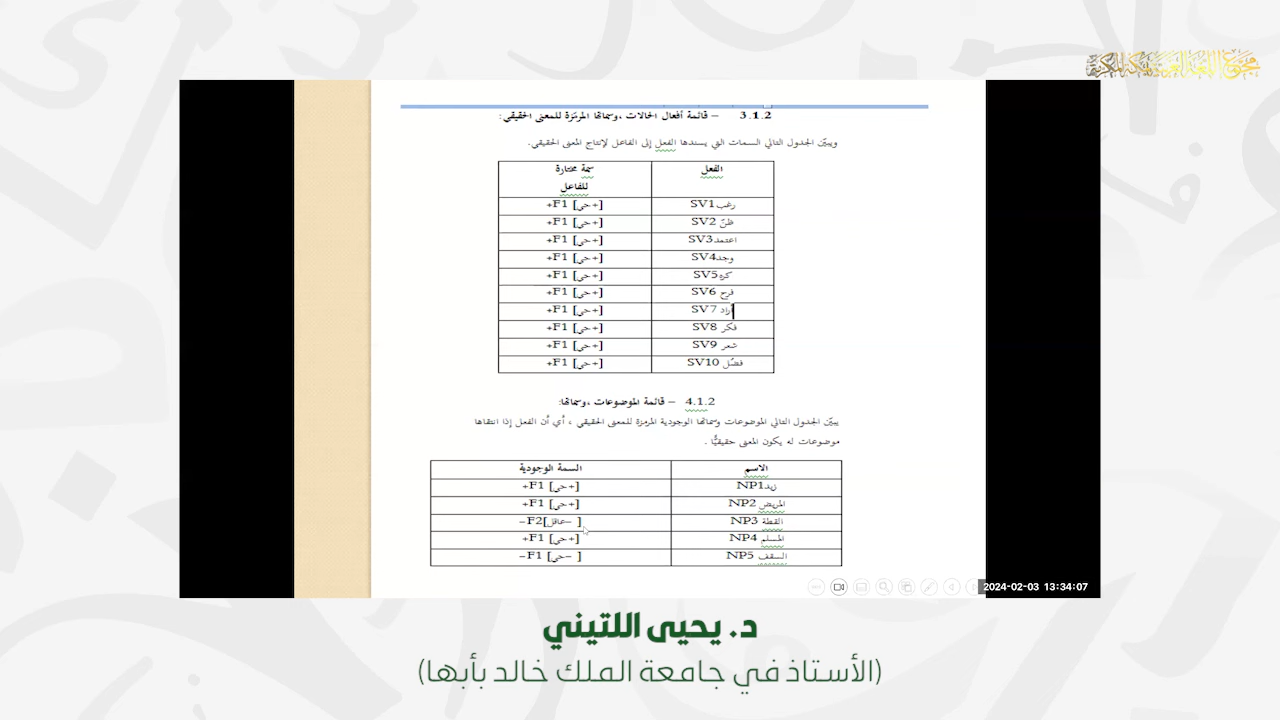 مجمع اللغة العربية بمكة المكرمة
3.1.2 – قائمة أفعال الحالات ،وسماتها المرمّزة للمعنى الحقيقي:
ويبيّن الجدول التالي السمات التي يسندها الفعل إلى الفاعل لإنتاج المعنى الحقيقي.
الفعل سمة مختارة
للفاعل
رغب SV1 [+حي] F1+
ظنّ SV2 [+حي] F1+
اعتمد SV3 [+حي] F1+
وجد SV4 [+حي] F1+
كره SV5 [+حي] F1+
فرح SV6 [+حي] F1+
أراد SV7 [+حي] F1+
فكر SV8 [+حي] F1+
شعر SV9 [+حي] F1+
فضّل SV10 [+حي] F1+
4.1.2 – قائمة الموضوعات ،وسماتها:
يبيّن الجدول التالي الموضوعات وسماتها الوجودية المرمزة للمعنى الحقيقي ، أي أن الفعل إذا انتقاها
موضوعات له يكون المعنى حقيقيًّا .
الاسم السمة الوجودية
زيد NP1 [+حي] F1+
المريض NP2 [+حي] F1+
القطة NP3 [ –عاقل] F2–
المسلم NP4 [+حي] F1+
السقف NP5 [ –حي] F1–
2024-02-03 13:34:07
د. يحيى اللتيني
(الأستاذ في جامعة الملك خالد بأبها)